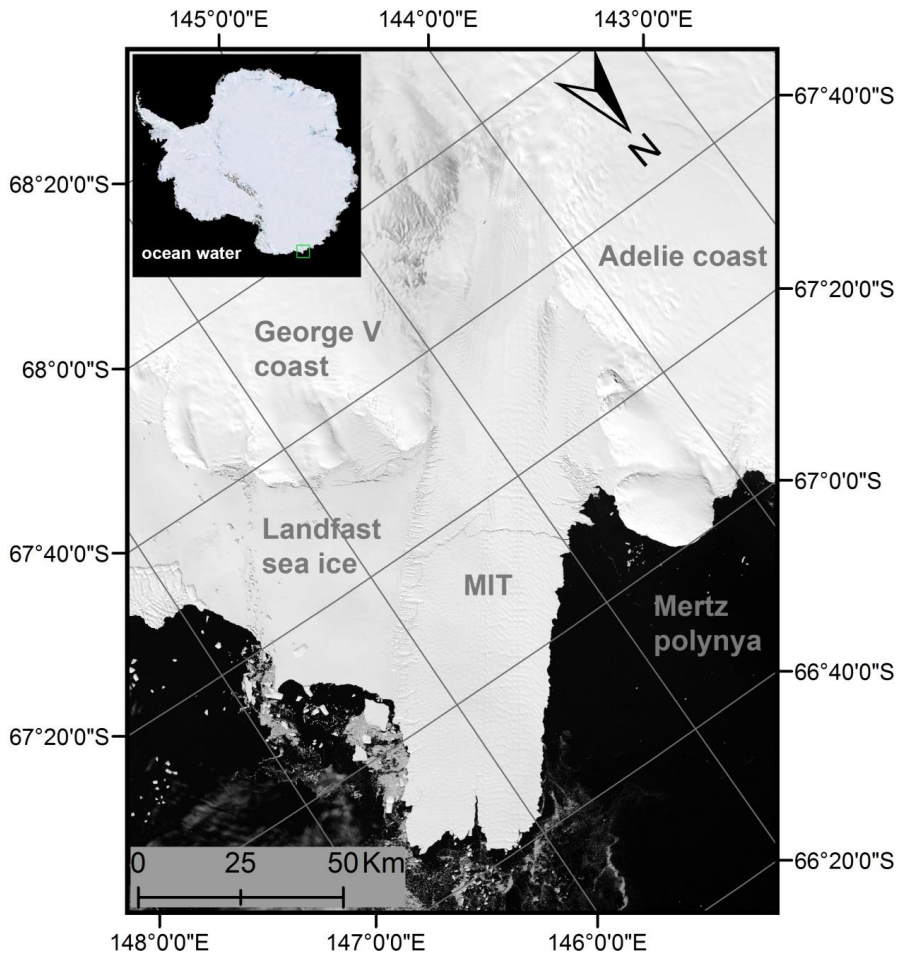 145°0'0"E 144°0'0"E 143°0'0"E
67°40'0"S
68°20'0"S
N
ocean water
Adelie coast
67°20'0"S
George V
coast
68°0'0"S
67°0'0"S
Landfast
sea ice
67°40'0"S
MIT
Mertz
polynya
66°40'0"S
67°20'0"S
66°20'0"S
0 25 50 Km
148°0'0"E 147°0'0"E 146°0'0"E